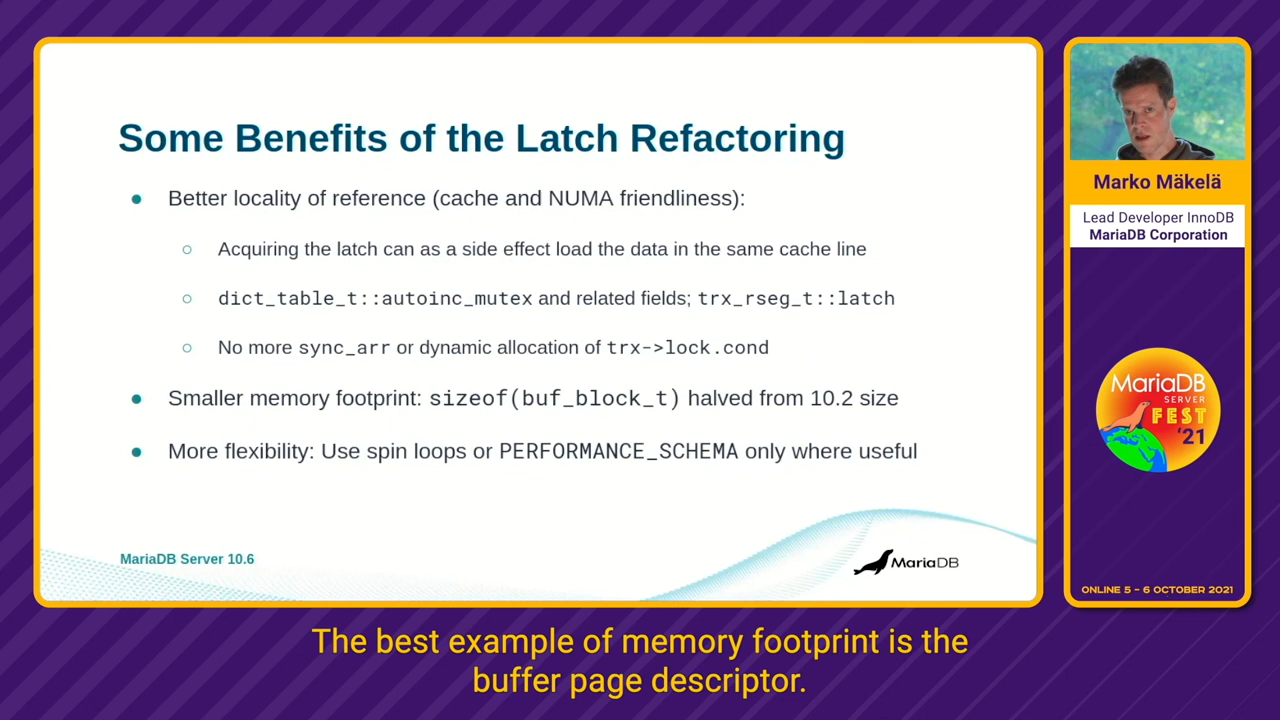 Some Benefits of the Latch Refactoring
● Better locality of reference (cache and NUMA friendliness):
○ Acquiring the latch can as a side effect load the data in the same cache line
○ dict_table_t::autoinc_mutex and related fields; trx_rseg_t::latch
○ No more sync_arr or dynamic allocation of trx->lock.cond
● Smaller memory footprint: sizeof(buf_block_t) halved from 10.2 size
● More flexibility: Use spin loops or PERFORMANCE_SCHEMA only where useful
MariaDB Server 10.6
MariaDB
Marko Mäkelä
Lead Developer InnoDB
MariaDB Corporation
MariaDB
SERVER
FEST
'21
ONLINE 5 - 6 OCTOBER 2021
The best example of memory footprint is the
buffer page descriptor.